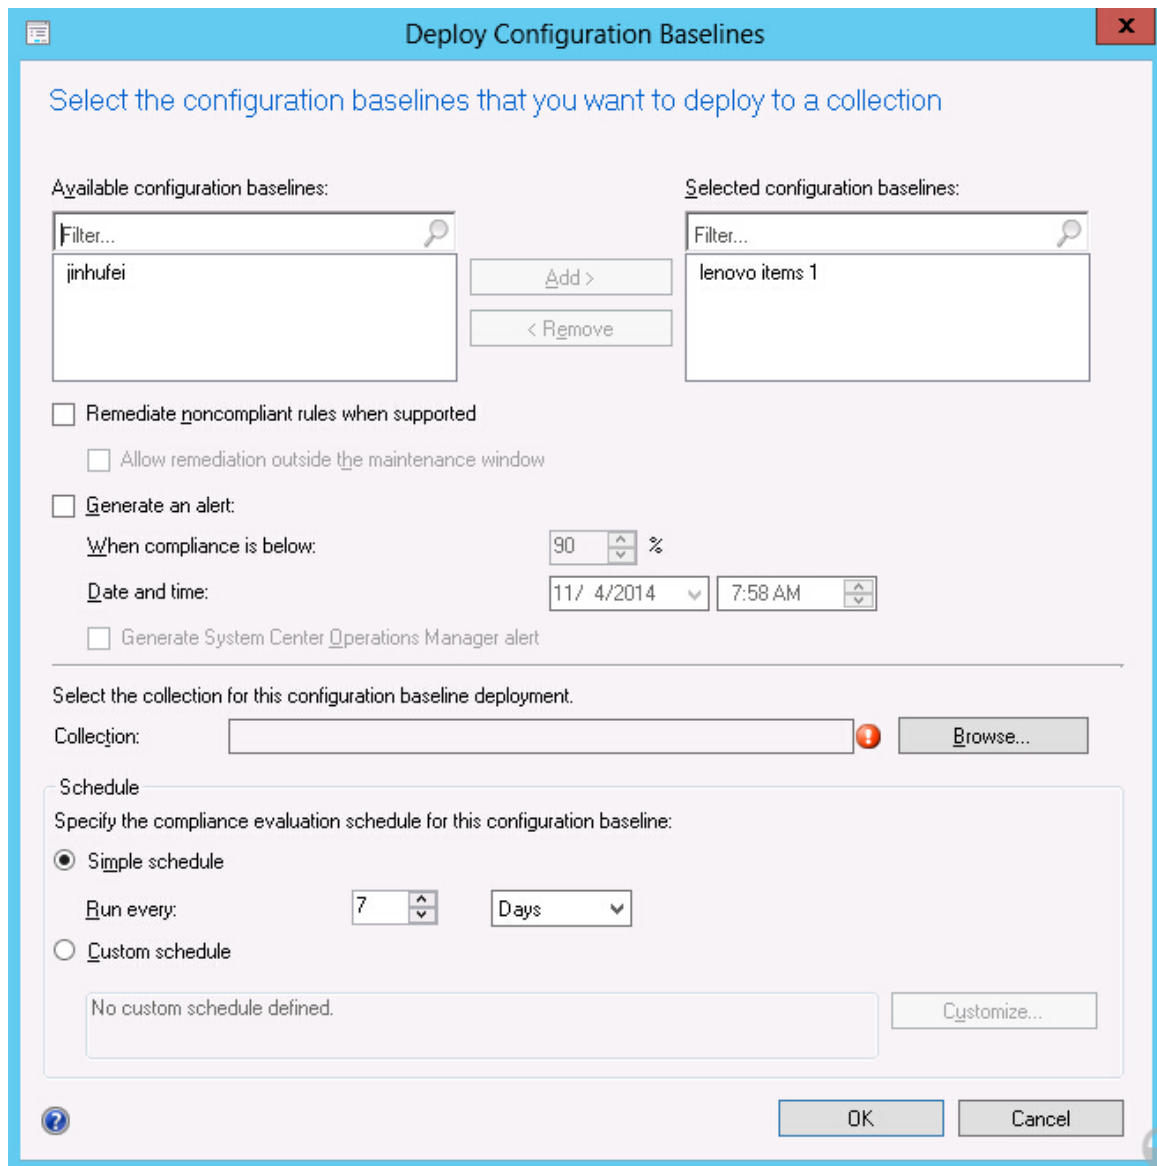 Deploy Configuration Baselines
x
Select the configuration baselines that you want to deploy to a collection
Available configuration baselines:
Selected configuration baselines:
Filter...
Filter...
jinhufei
lenovo items 1
Add >
< Remove
Remediate noncompliant rules when supported
Allow remediation outside the maintenance window
Generate an alert:
When compliance is below: 90 %
Date and time: 11/ 4/2014 7:58 AM
Generate System Center Operations Manager alert
Select the collection for this configuration baseline deployment.
Collection: ! Browse...
Schedule
Specify the compliance evaluation schedule for this configuration baseline:
Simple schedule
Run every: 7 Days
Custom schedule
No custom schedule defined.
Customize...
?
OK Cancel